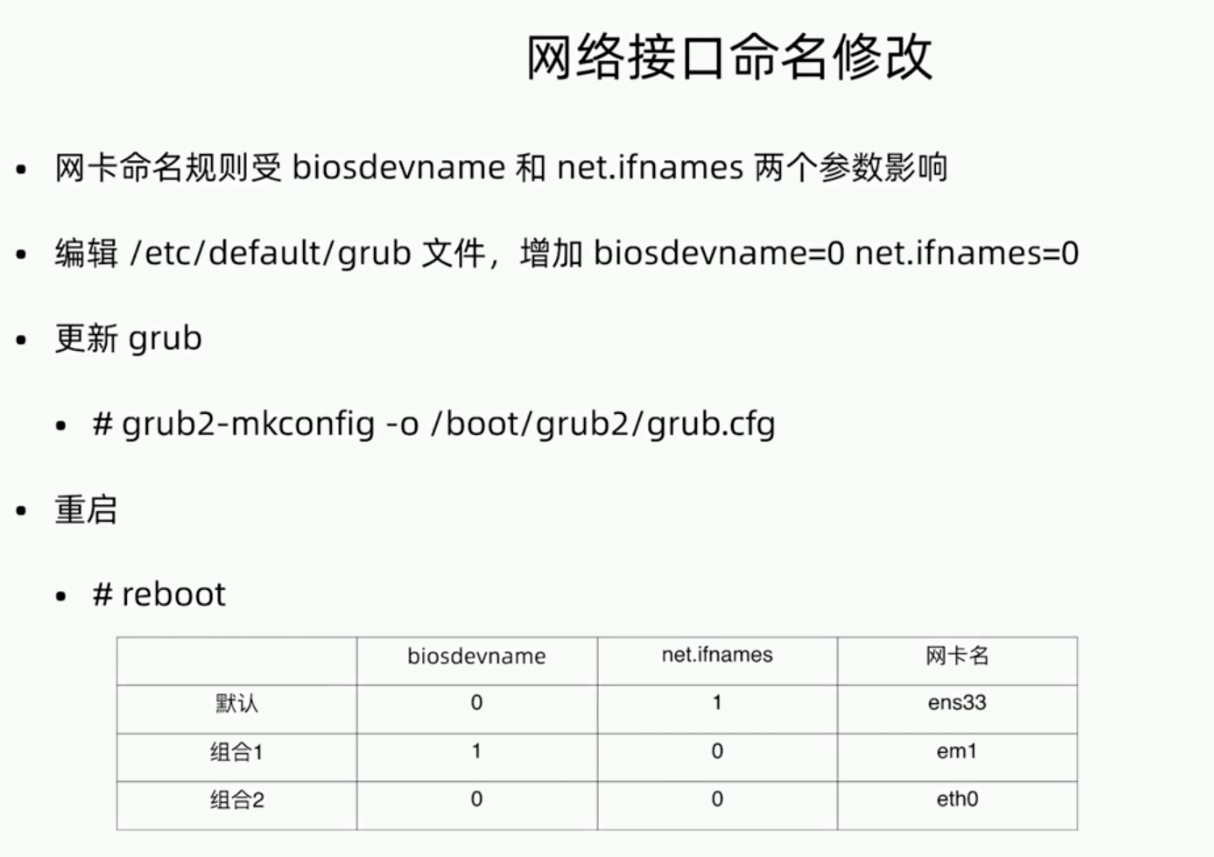 网络接口命名修改
• 网卡命名规则受 biosdevname 和 net.ifnames 两个参数影响
• 编辑 /etc/default/grub 文件，增加 biosdevname=0 net.ifnames=0
• 更新 grub
• # grub2-mkconfig -o /boot/grub2/grub.cfg
• 重启
• # reboot
biosdevname net.ifnames 网卡名
默认 0 1 ens33
组合1 1 0 em1
组合2 0 0 eth0